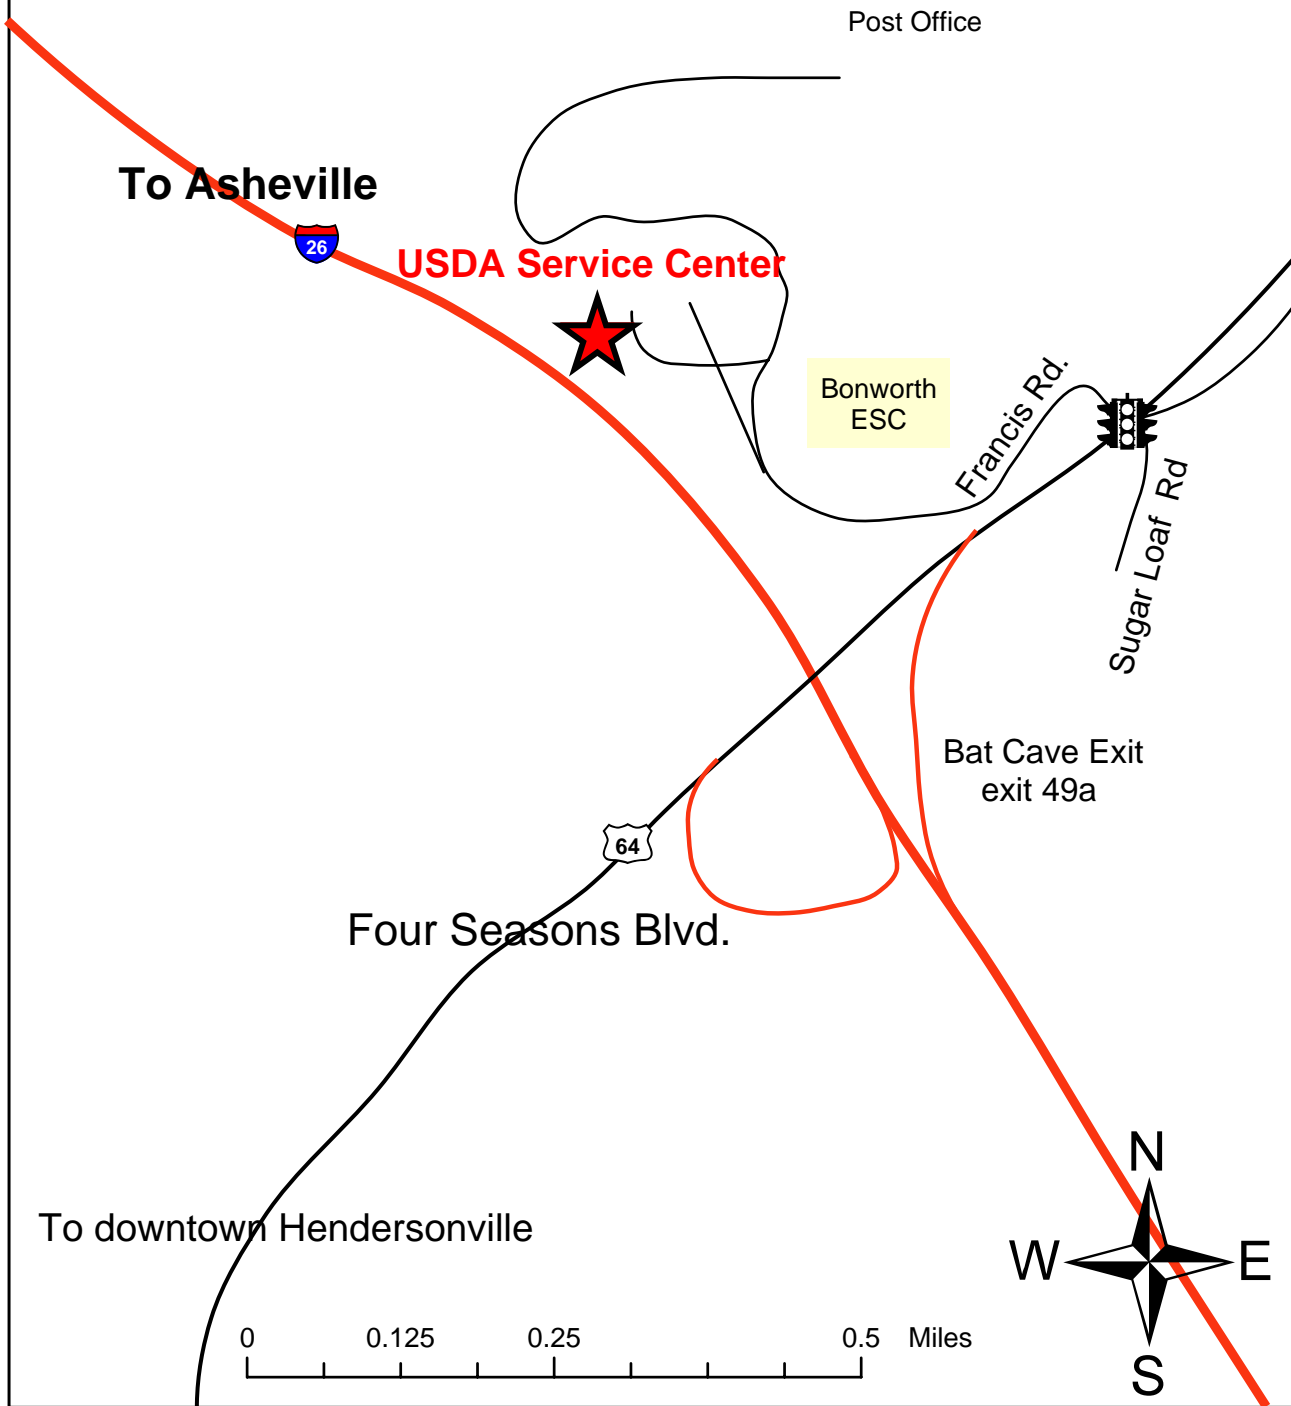 Post Office
To Asheville
26
USDA Service Center
Bonworth
ESC
Francis Rd.
Sugar Loaf Rd
Bat Cave Exit
exit 49a
64
Four Seasons Blvd.
To downtown Hendersonville
N
W
E
S
0 0.125 0.25 0.5 Miles